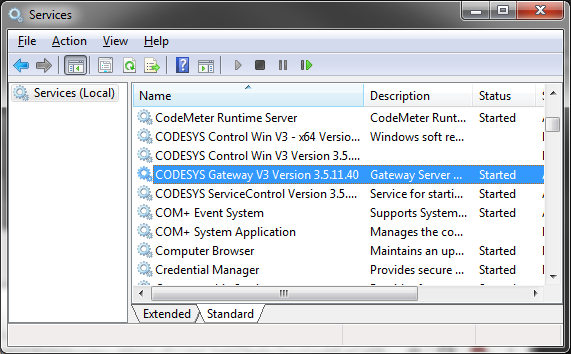 Services
File Action View Help
Services (Local)
Name Description Status
CodeMeter Runtime Server CodeMeter Runt... Started
CODESYS Control Win V3 - x64 Versio... Windows soft re...
CODESYS Control Win V3 Version 3.5....
CODESYS Gateway V3 Version 3.5.11.40 Gateway Server ... Started
CODESYS ServiceControl Version 3.5.... Service for starti... Started
COM+ Event System Supports System... Started
COM+ System Application Manages the co...
Computer Browser Maintains an up... Started
Credential Manager Provides secure ... Started
Extended Standard